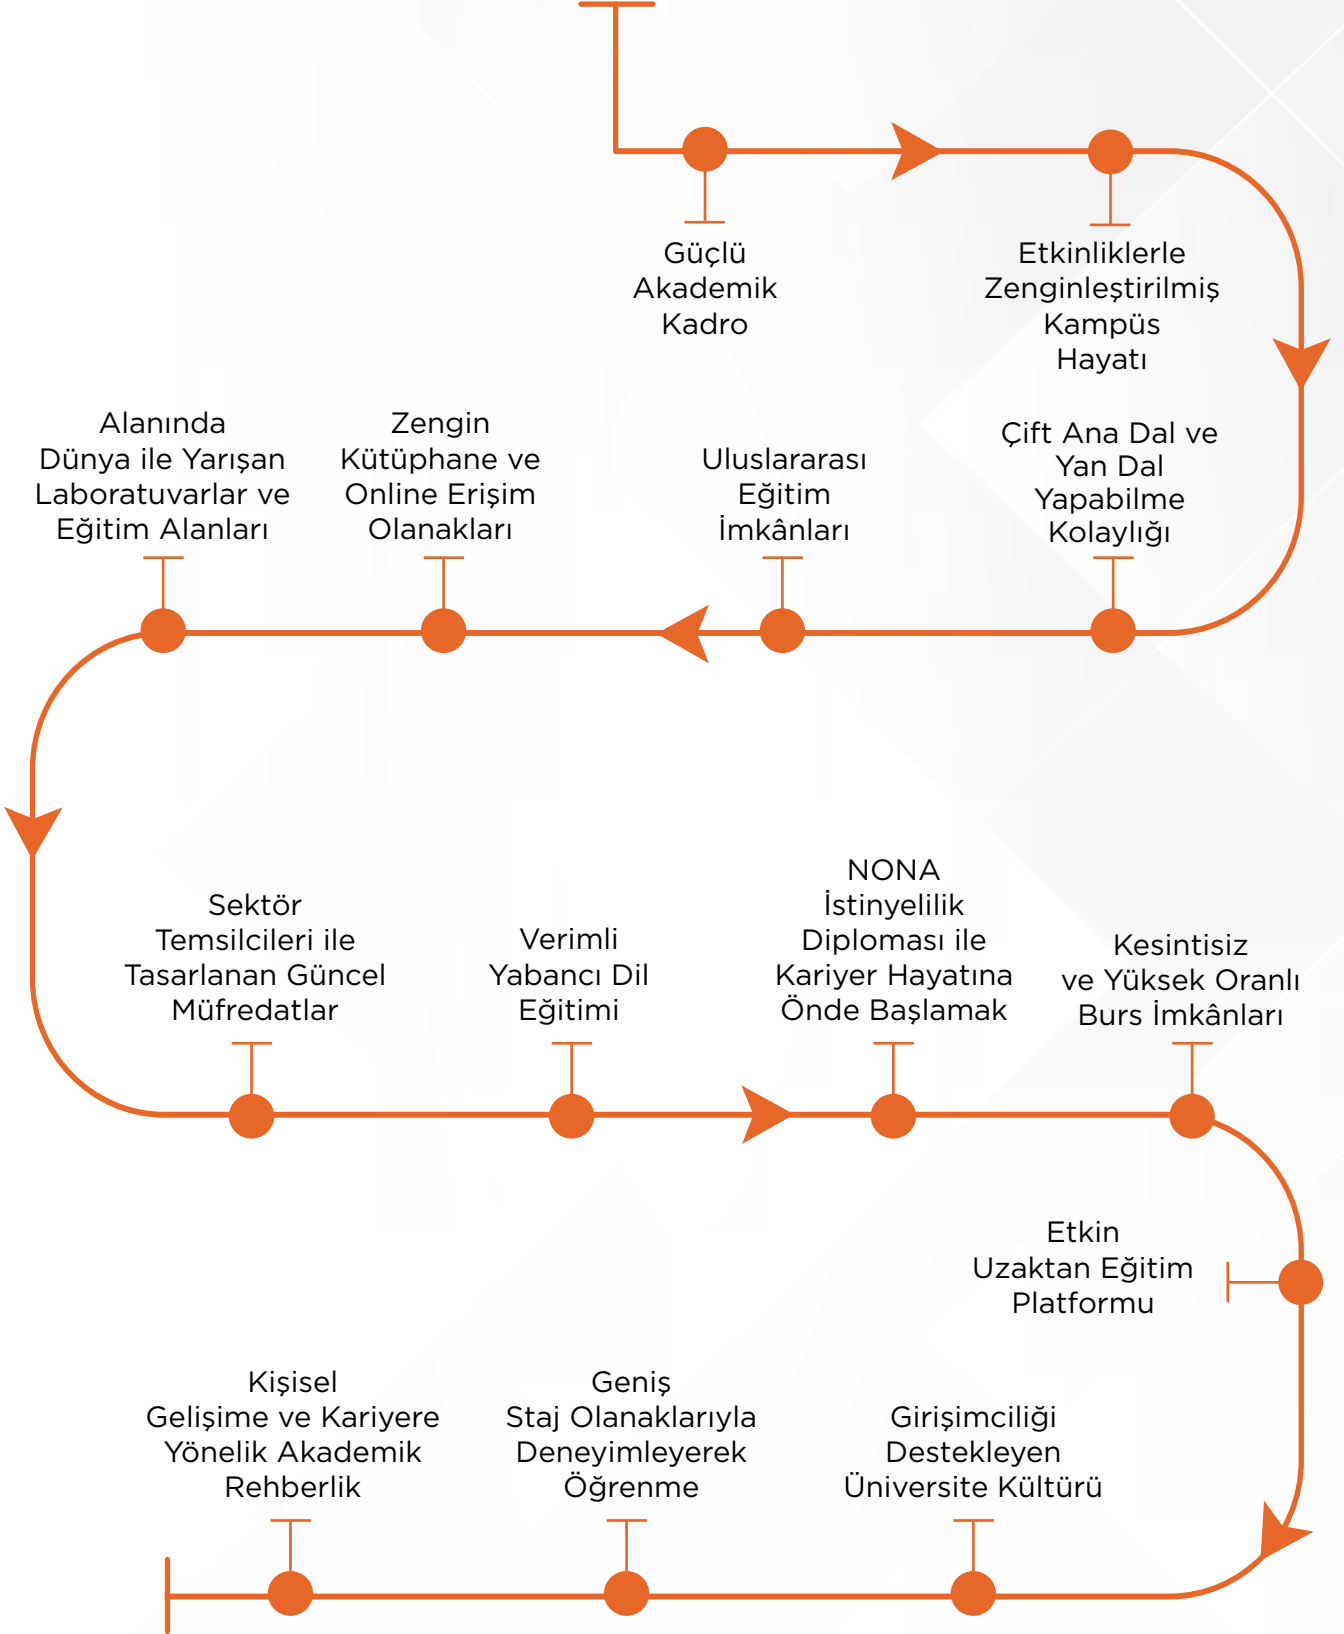 Güçlü
Akademik
Kadro
Etkinliklerle
Zenginleştirilmiş
Kampüs
Hayatı
Çift Ana Dal ve
Yan Dal
Yapabilme
Kolaylığı
Uluslararası
Eğitim
İmkânları
Zengin
Kütüphane ve
Online Erişim
Olanakları
Alanında
Dünya ile Yarışan
Laboratuvarlar ve
Eğitim Alanları
Sektör
Temsilcileri ile
Tasarlanan Güncel
Müfredatlar
Verimli
Yabancı Dil
Eğitimi
NONA
İstinyelilik
Diploması ile
Kariyer Hayatına
Önde Başlamak
Kesintisiz
ve Yüksek Oranlı
Burs İmkânları
Etkin
Uzaktan Eğitim
Platformu
Girişimciliği
Destekleyen
Üniversite Kültürü
Geniş
Staj Olanaklarıyla
Deneyimleyerek
Öğrenme
Kişisel
Gelişime ve Kariyere
Yönelik Akademik
Rehberlik